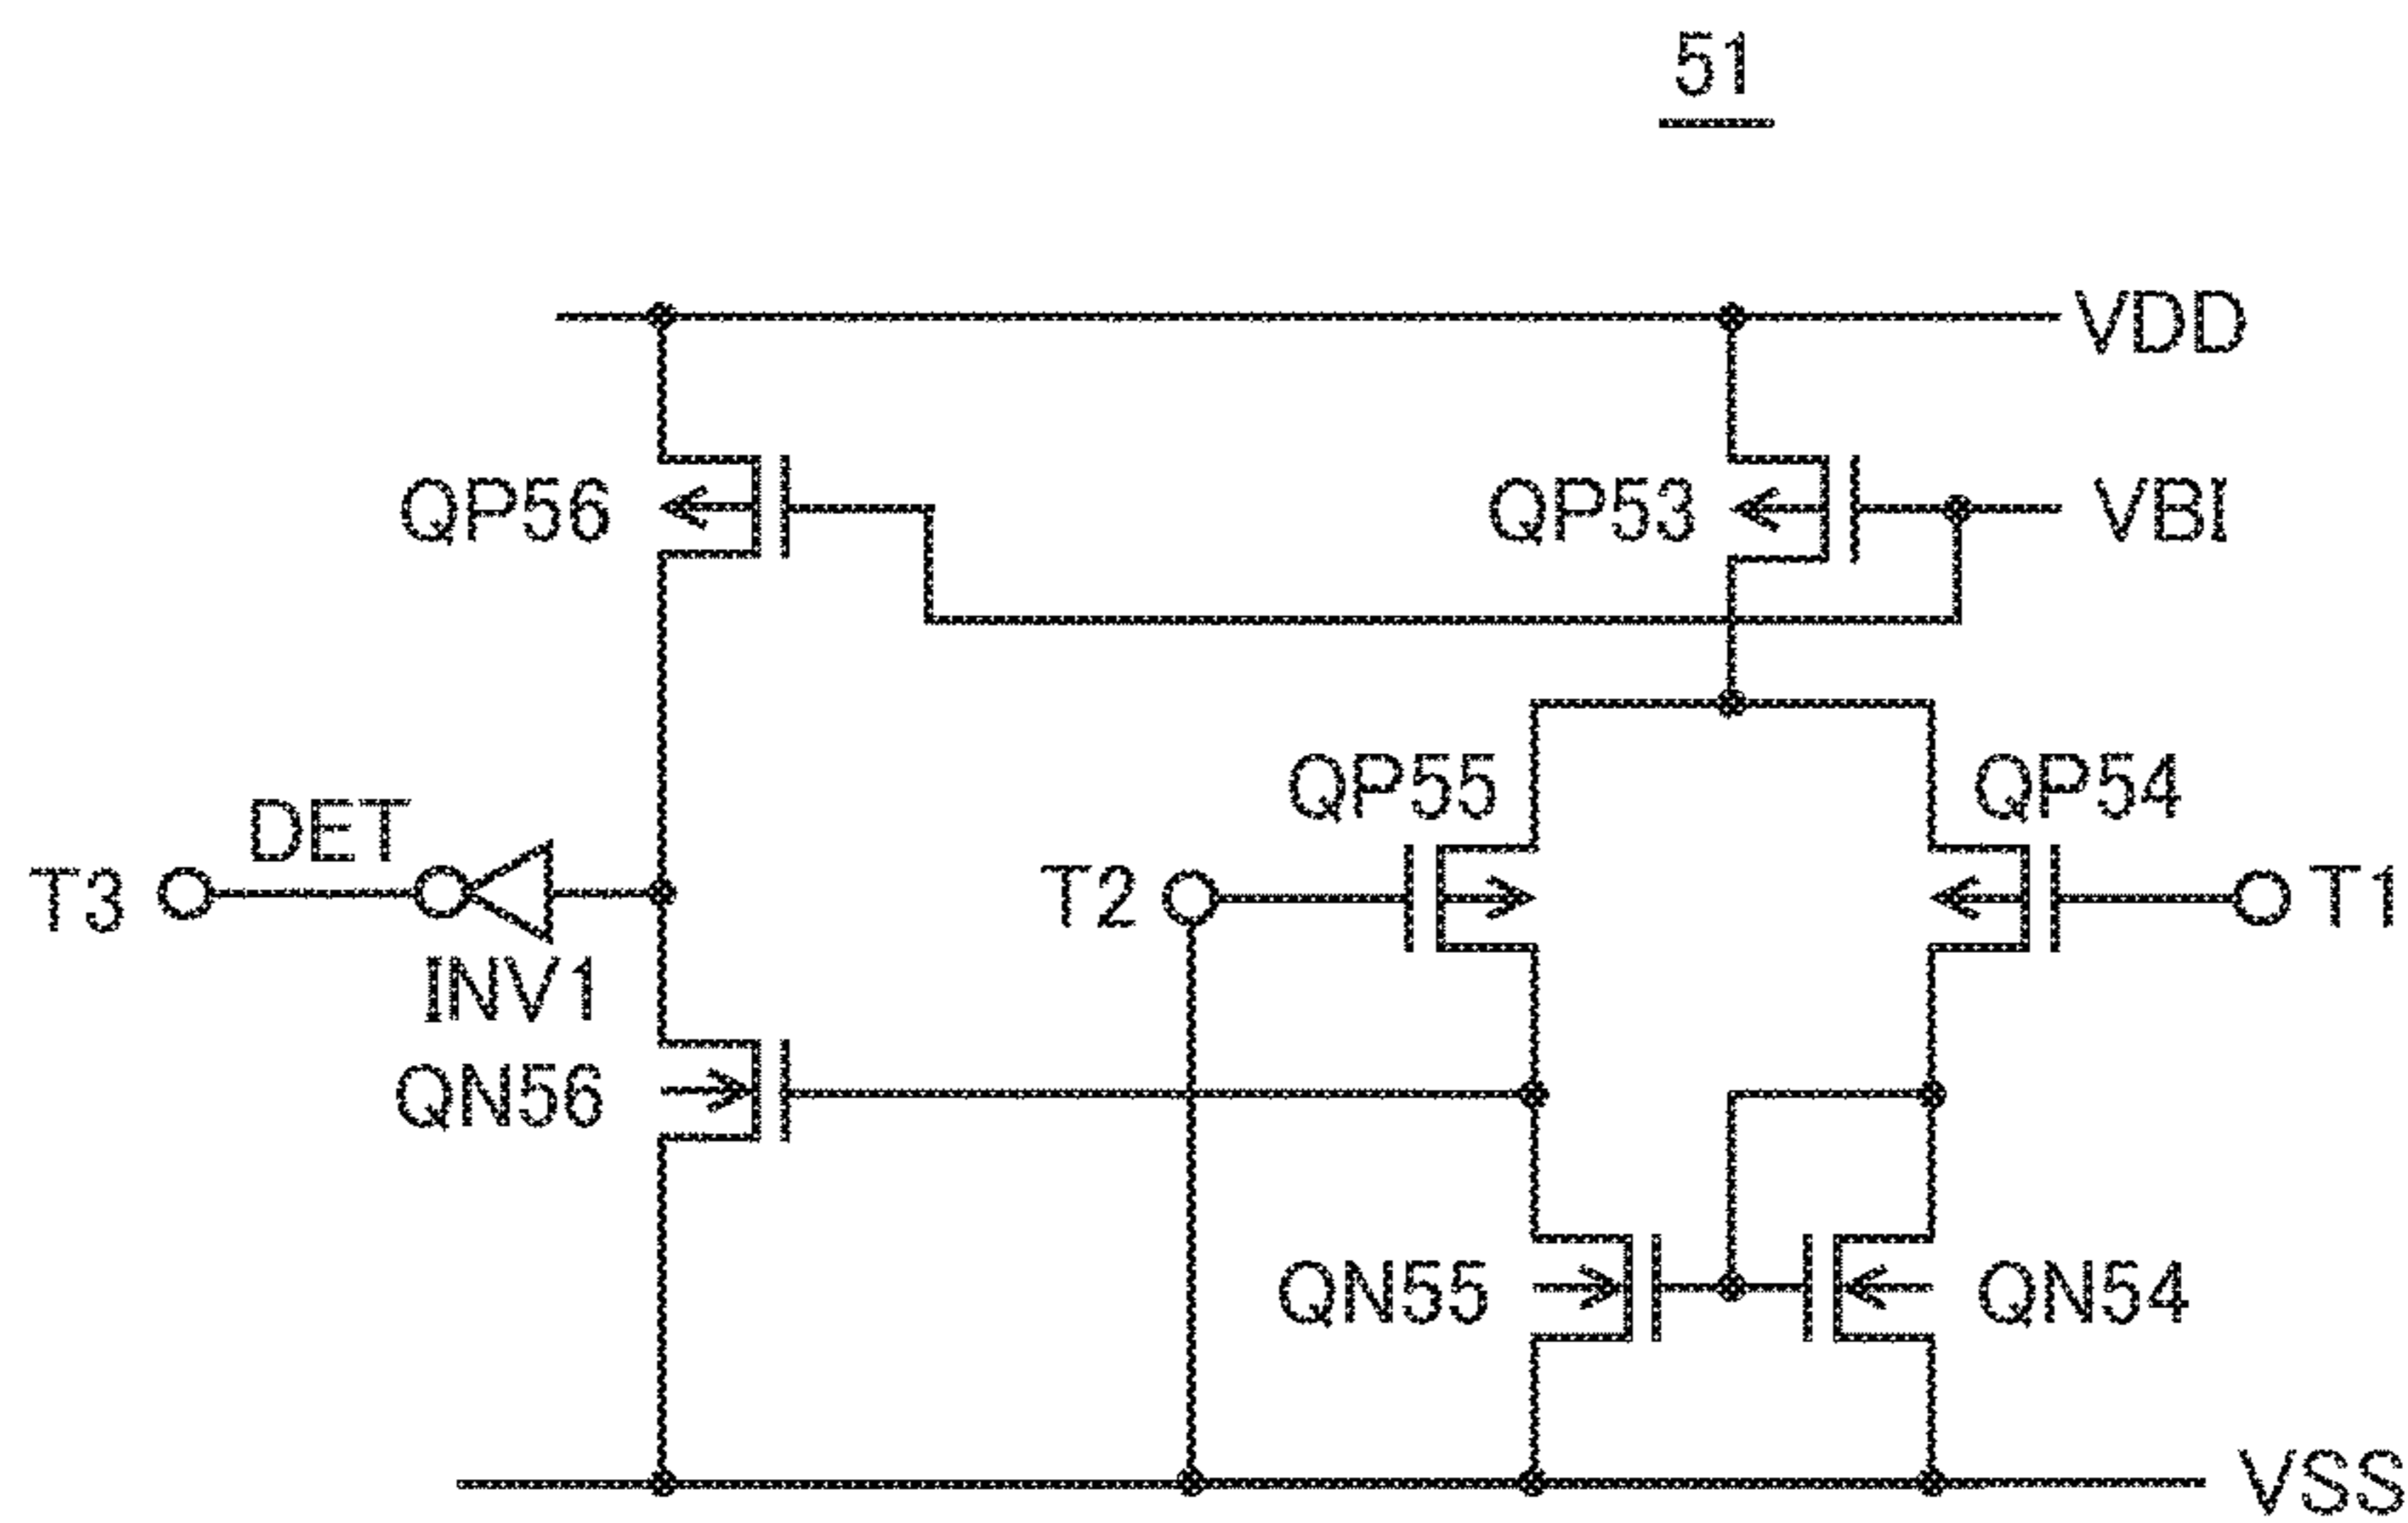 51
VDD
QP56
QP53
VBI
QP55
QP54
DET
T3
T2
T1
INV1
QN56
QN55
QN54
VSS